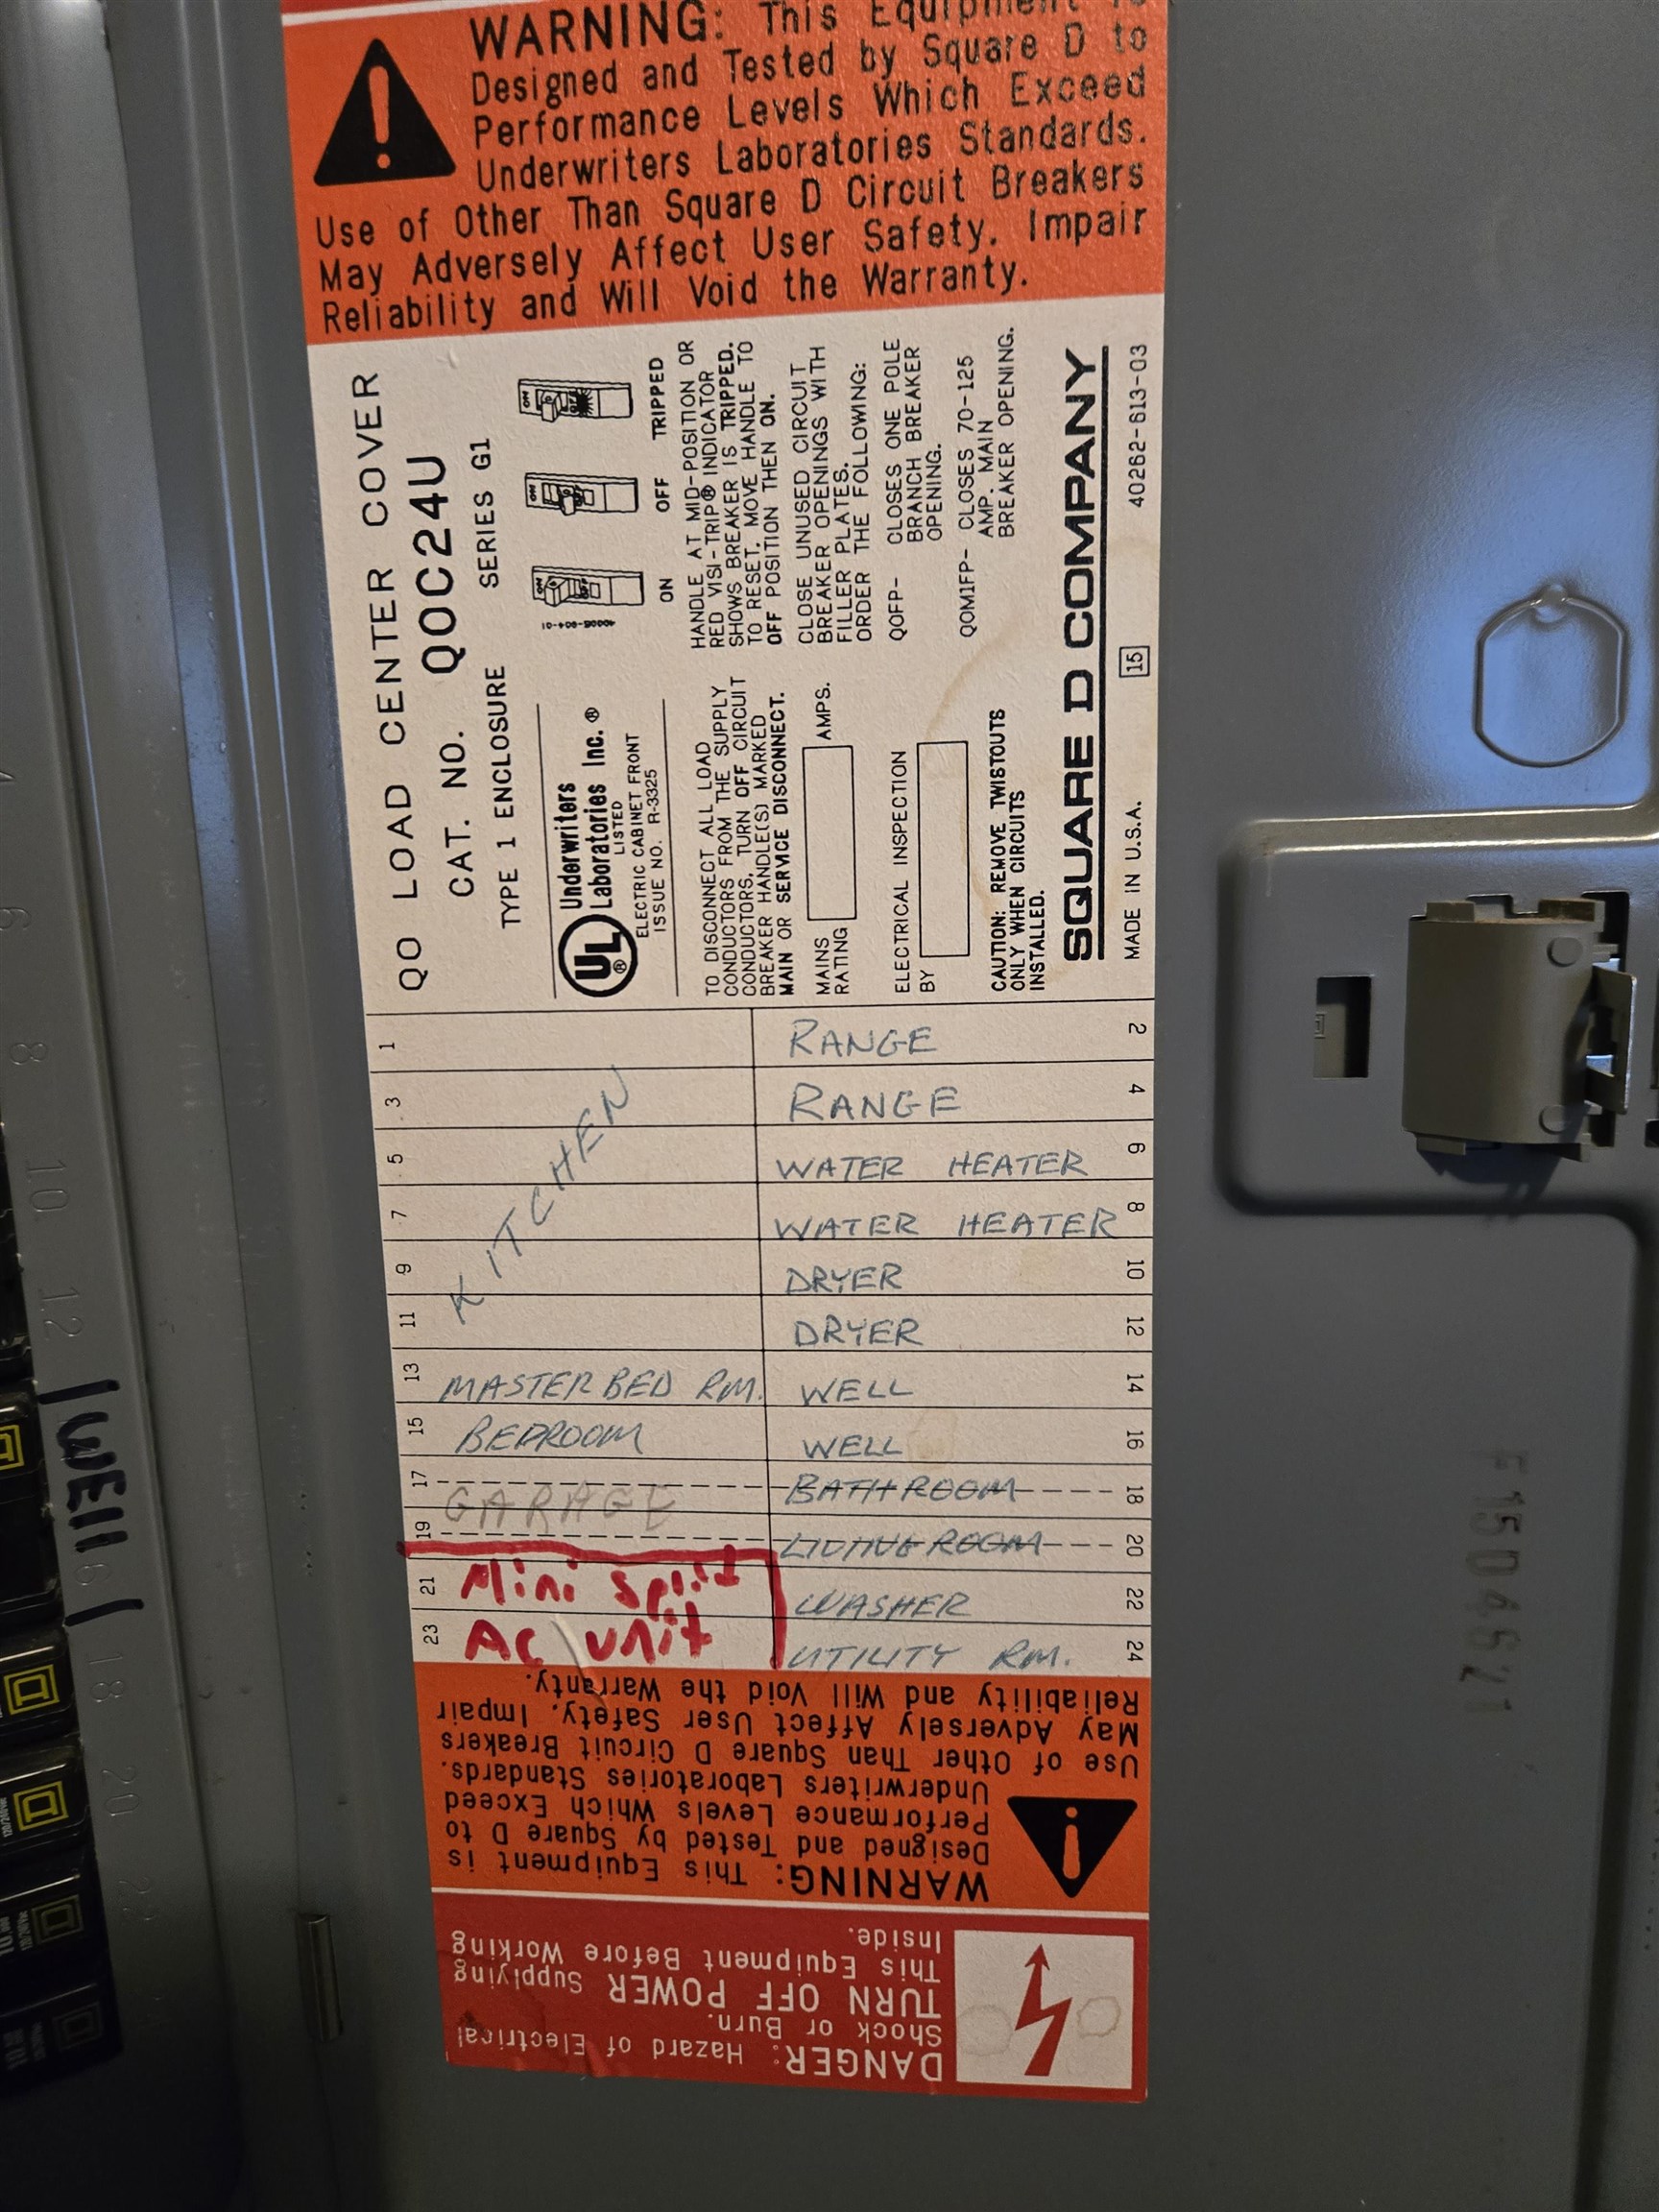 WARNING: This Equipment is
Designed and Tested by Square D to
Performance Levels Which Exceed
Underwriters Laboratories Standards.
Use of Other Than Square D Circuit Breakers
May Adversely Affect User Safety, Impair
Reliability and Will Void the Warranty.
QO LOAD CENTER COVER
CAT. NO. QOC24U
TYPE 1 ENCLOSURE SERIES G1
UL
Underwriters
Laboratories Inc. ®
LISTED
ELECTRIC CABINET FRONT
ISSUE NO. R-3325
TO DISCONNECT ALL LOAD
CONDUCTORS FROM THE SUPPLY
CONDUCTORS, TURN OFF CIRCUIT
BREAKER HANDLE(S) MARKED
MAIN OR SERVICE DISCONNECT.
MAINS
RATING
AMPS.
ELECTRICAL INSPECTION
BY
CAUTION: REMOVE TWISTOUTS
ONLY WHEN CIRCUITS
INSTALLED.
ON OFF TRIPPED
HANDLE AT MID-POSITION OR
RED VISI-TRIP® INDICATOR
SHOWS BREAKER IS TRIPPED.
TO RESET, MOVE HANDLE TO
OFF POSITION THEN ON.
CLOSE UNUSED CIRCUIT
BREAKER OPENINGS WITH
FILLER PLATES.
ORDER THE FOLLOWING:
QOFP- CLOSES ONE POLE
BRANCH BREAKER
OPENING.
QOM1FP- CLOSES 70-125
AMP. MAIN
BREAKER OPENING.
SQUARE D COMPANY
MADE IN U.S.A. 15 40262-613-03
1 RANGE 2
3 RANGE 4
5 WATER HEATER 6
KITCHEN
7 WATER HEATER 8
9 DRYER 10
11 DRYER 12
13 MASTER BED RM. WELL 14
15 BEDROOM WELL 16
17 BATHROOM 18
GARAGE
19 LIVING ROOM 20
21 Mini Split WASHER 22
23 AC unit UTILITY RM. 24
WARNING: This Equipment is
Designed and Tested by Square D to
Performance Levels Which Exceed
Underwriters Laboratories Standards.
Use of Other Than Square D Circuit Breakers
May Adversely Affect User Safety, Impair
Reliability and Will Void the Warranty.
DANGER: Hazard of Electrical
Shock or Burn.
TURN OFF POWER Supplying
This Equipment Before Working
Inside.
6
8
10
12
WEll
16
18
20